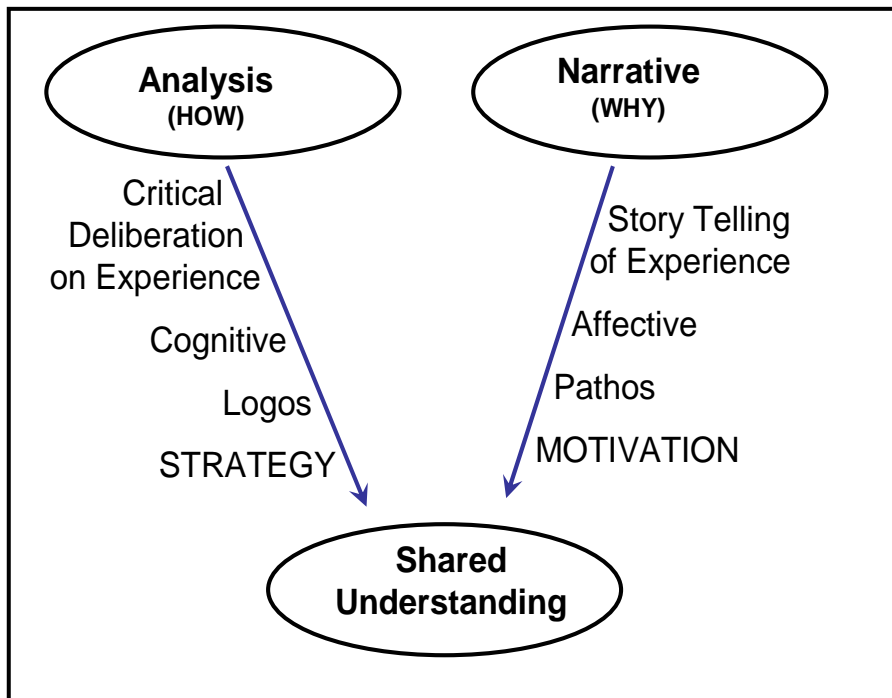 Analysis
(HOW)
Critical
Deliberation
on Experience
Cognitive
Logos
STRATEGY
Narrative
(WHY)
Story Telling
of Experience
Affective
Pathos
MOTIVATION
Shared
Understanding